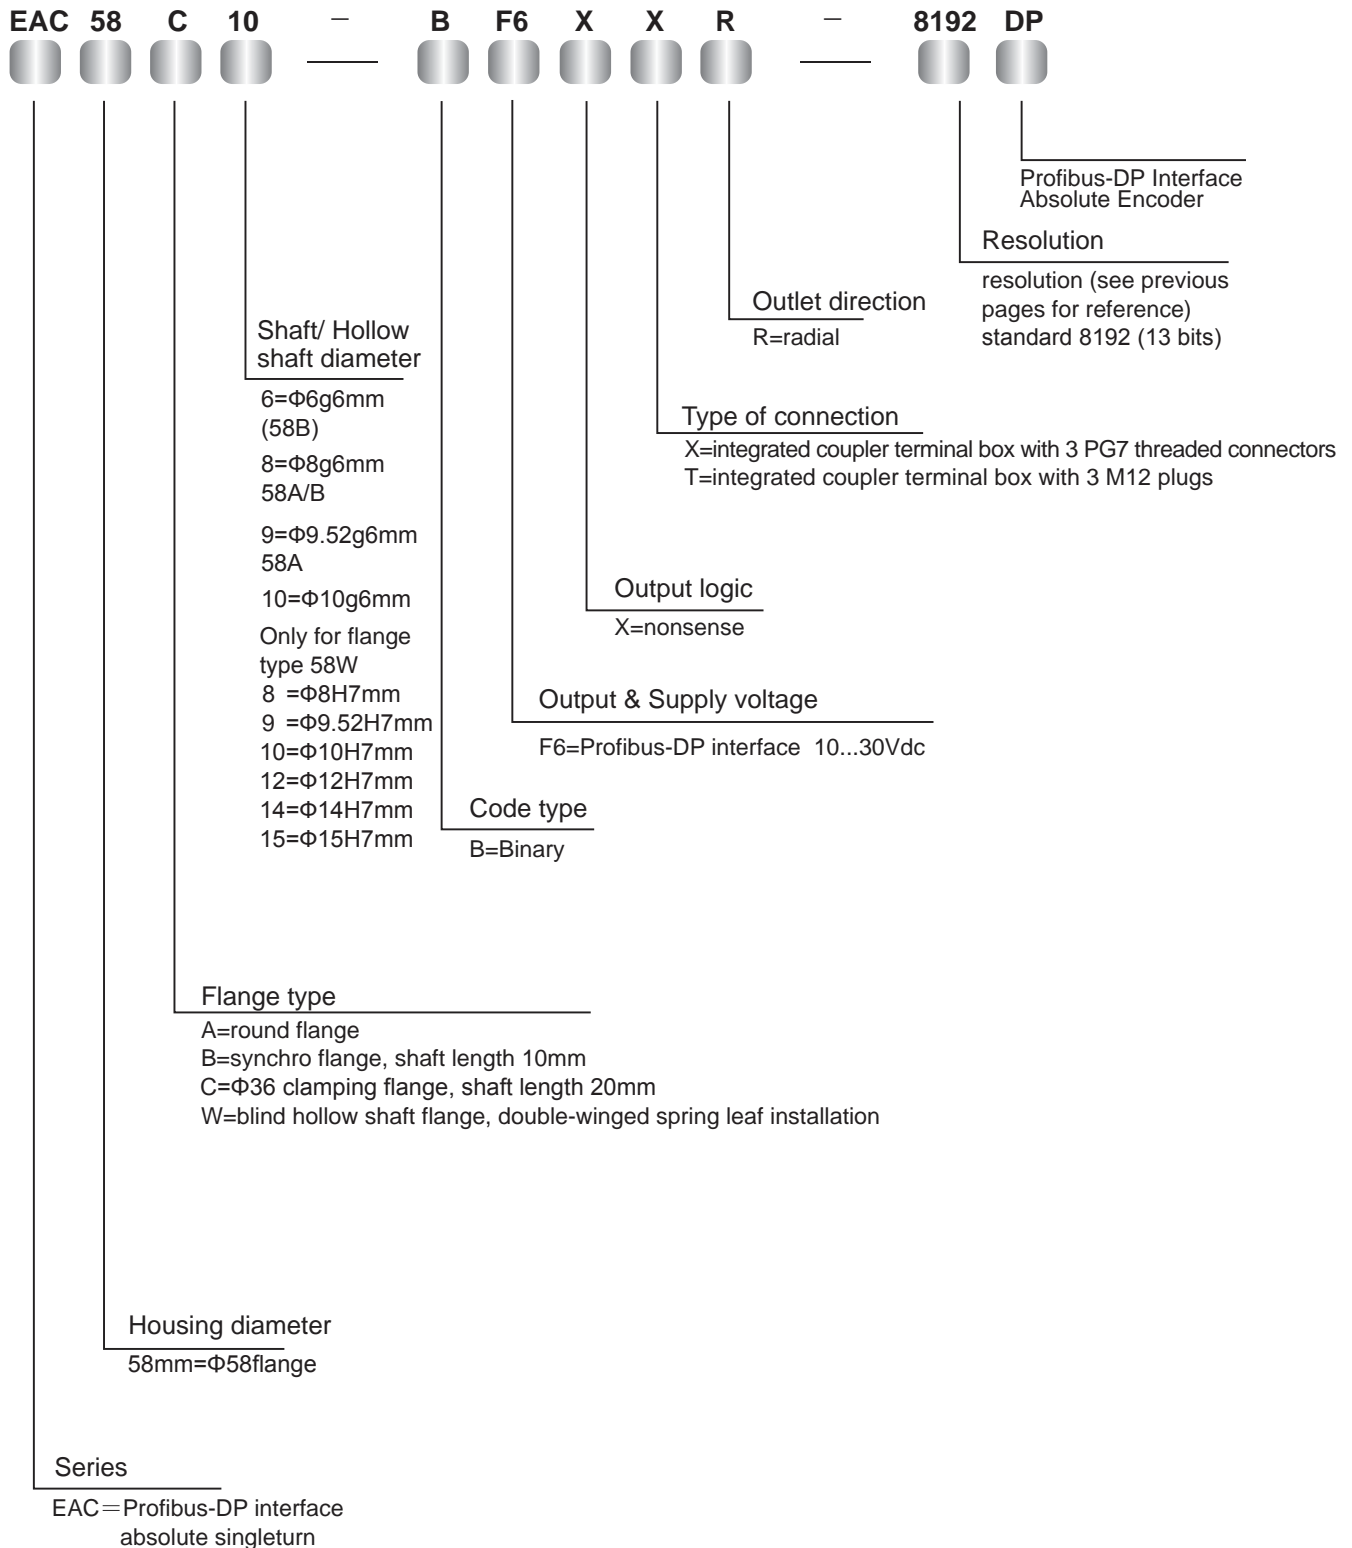 EAC 58 C 10 — B F6 X X R — 8192 DP
Profibus-DP Interface
Absolute Encoder
Resolution
resolution (see previous
pages for reference)
standard 8192 (13 bits)
Outlet direction
R=radial
Shaft/ Hollow
shaft diameter
6=Φ6g6mm
(58B)
8=Φ8g6mm
58A/B
9=Φ9.52g6mm
58A
10=Φ10g6mm
Only for flange
type 58W
8 =Φ8H7mm
9 =Φ9.52H7mm
10=Φ10H7mm
12=Φ12H7mm
14=Φ14H7mm
15=Φ15H7mm
Type of connection
X=integrated coupler terminal box with 3 PG7 threaded connectors
T=integrated coupler terminal box with 3 M12 plugs
Output logic
X=nonsense
Output & Supply voltage
F6=Profibus-DP interface 10...30Vdc
Code type
B=Binary
Flange type
A=round flange
B=synchro flange, shaft length 10mm
C=Φ36 clamping flange, shaft length 20mm
W=blind hollow shaft flange, double-winged spring leaf installation
Housing diameter
58mm=Φ58flange
Series
EAC=Profibus-DP interface
absolute singleturn